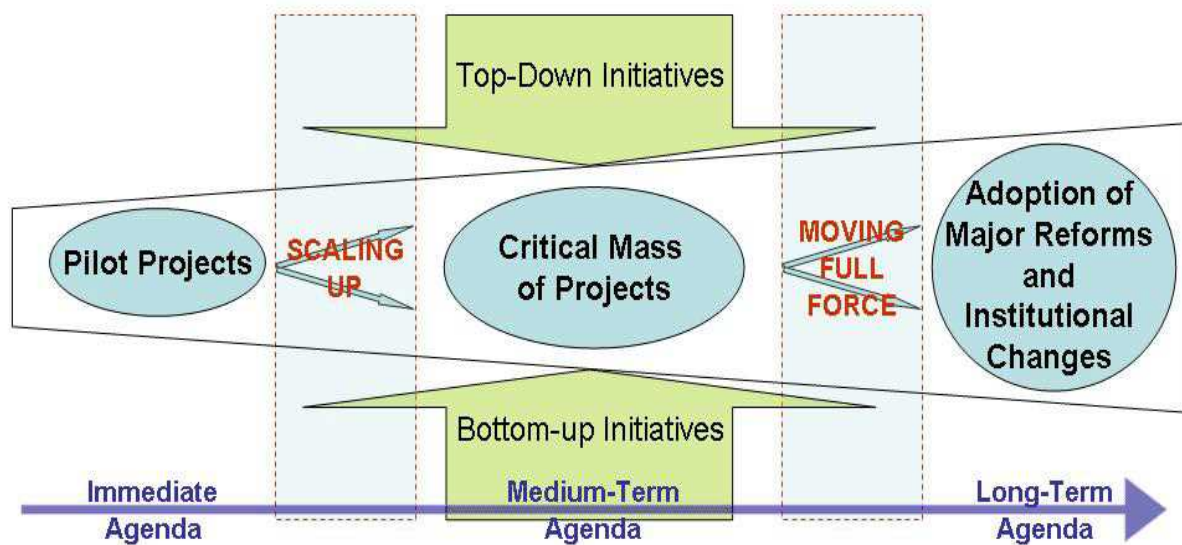 Top-Down Initiatives
Pilot Projects
SCALING
UP
Critical Mass
of Projects
MOVING
FULL
FORCE
Adoption of
Major Reforms
and
Institutional
Changes
Bottom-up Initiatives
Immediate
Agenda
Medium-Term
Agenda
Long-Term
Agenda